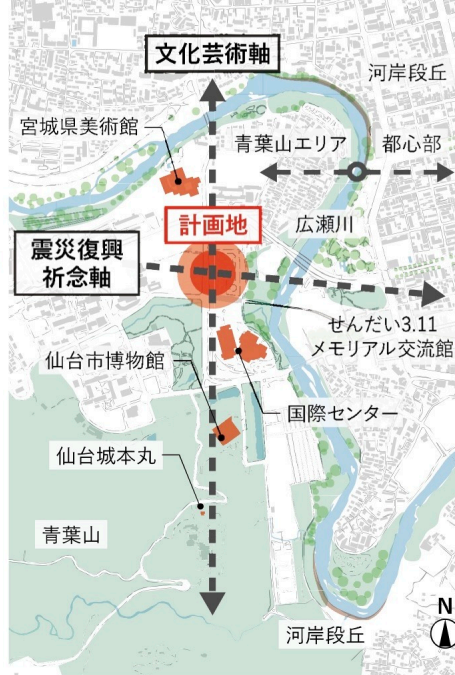 文化芸術軸
河岸段丘
宮城県美術館
青葉山エリア
都心部
計画地
広瀬川
震災復興
祈念軸
せんだい3.11
メモリアル交流館
仙台市博物館
国際センター
仙台城本丸
青葉山
N
河岸段丘